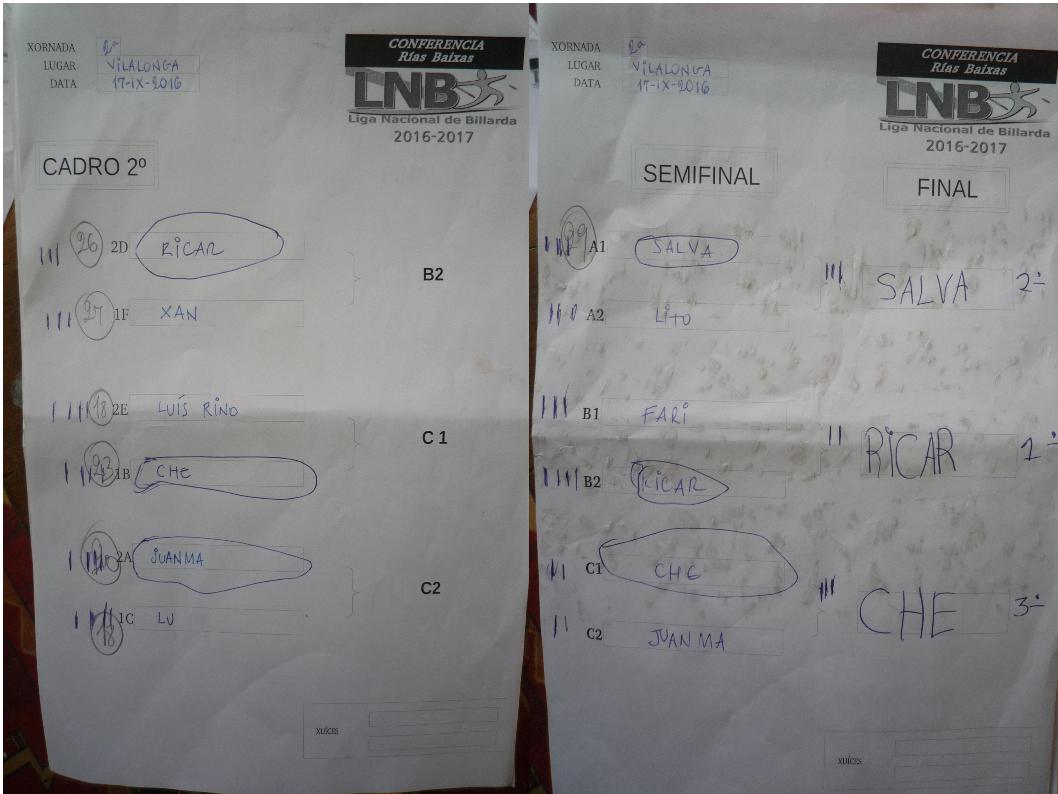 XORNADA 2ª
LUGAR VILALONGA
DATA 17-IX-2016
CONFERENCIA
Rías Baixas
LNB
Liga Nacional de Billarda
2016-2017
CADRO 2º
26 2D RICAR
B2
27 1F XAN
18 2E LUÍS RINO
C 1
23 1B CHE
2A JUANMA
C2
18 1C LU
XUÍCES
XORNADA 2ª
LUGAR VILALONGA
DATA 17-IX-2016
CONFERENCIA
Rías Baixas
LNB
Liga Nacional de Billarda
2016-2017
SEMIFINAL
FINAL
A1 SALVA
SALVA 2º
A2 LITO
B1 FARI
RICAR 1º
B2 RICAR
C1 CHE
CHE 3º
C2 JUANMA
XUÍCES